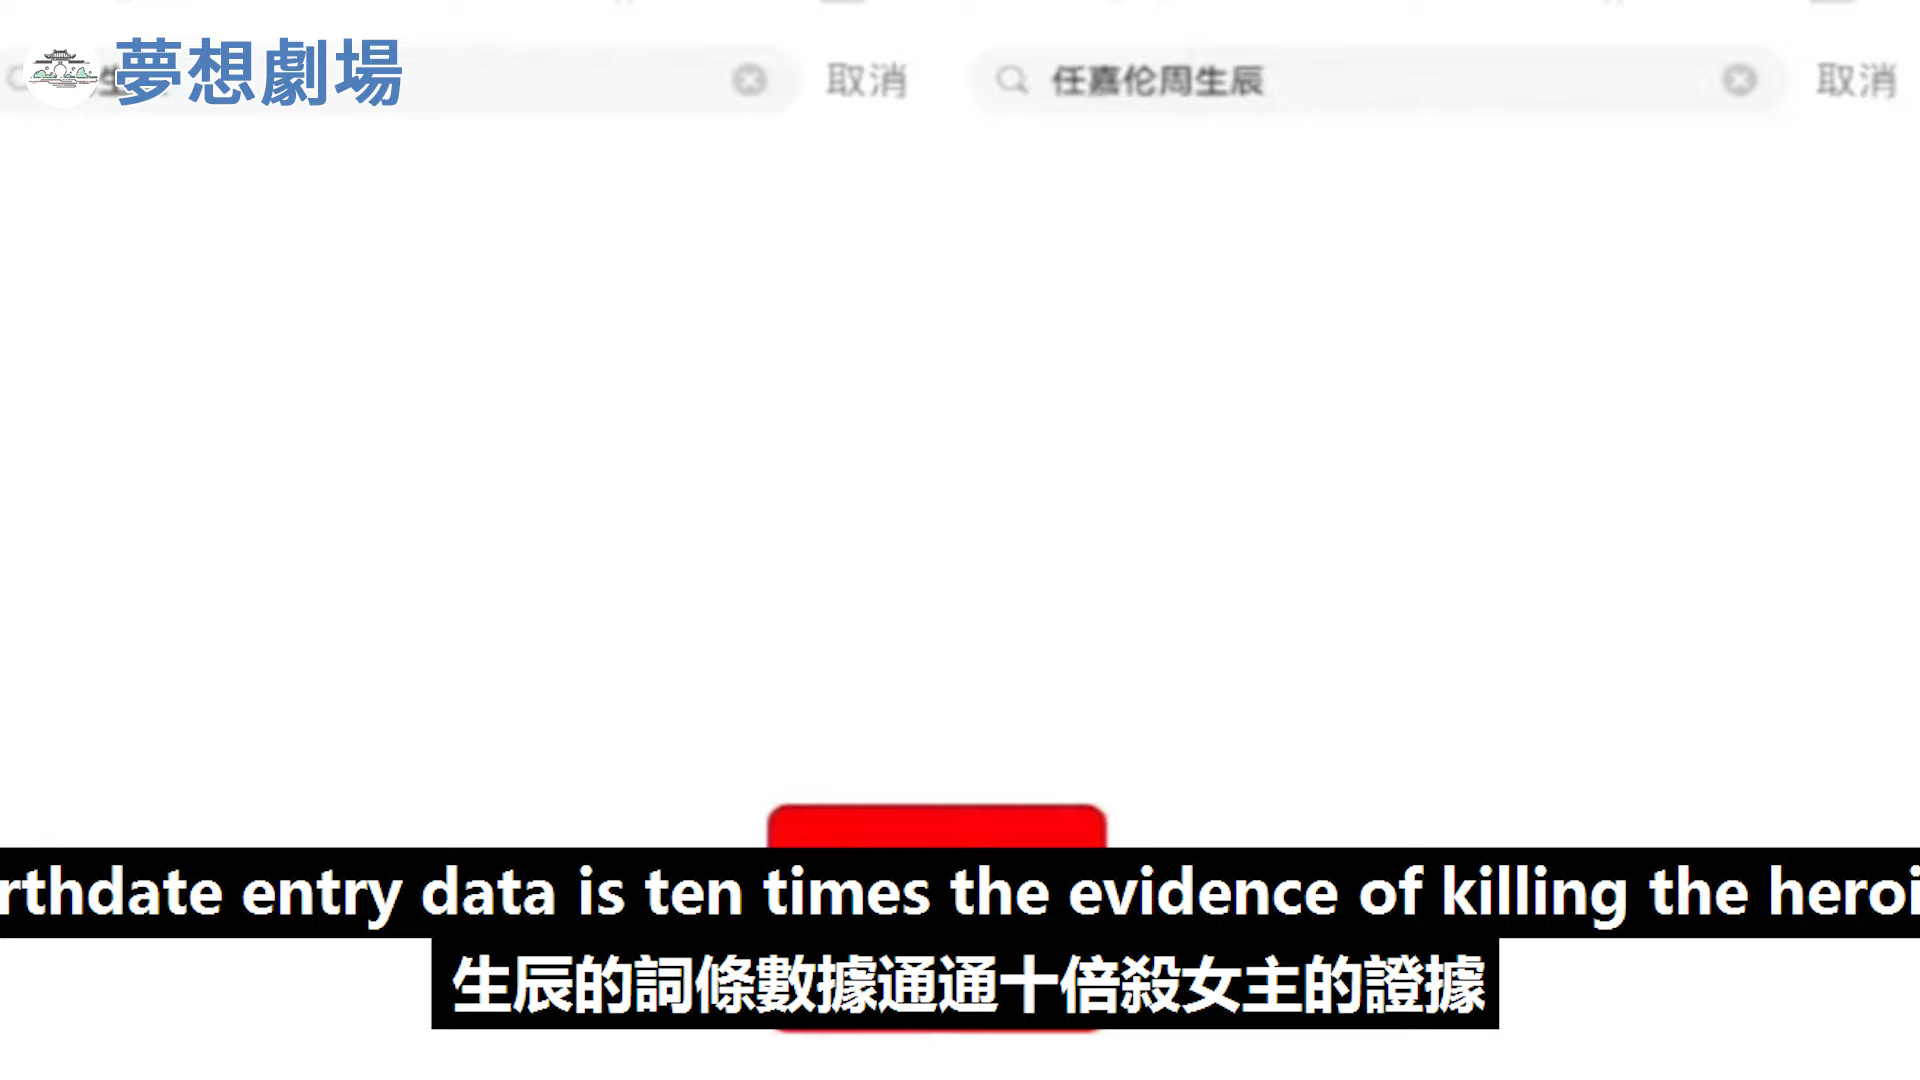 夢想劇場
取消
任嘉伦周生辰
取消
rthdate entry data is ten times the evidence of killing the heroi
生辰的詞條數據通通十倍殺女主的證據